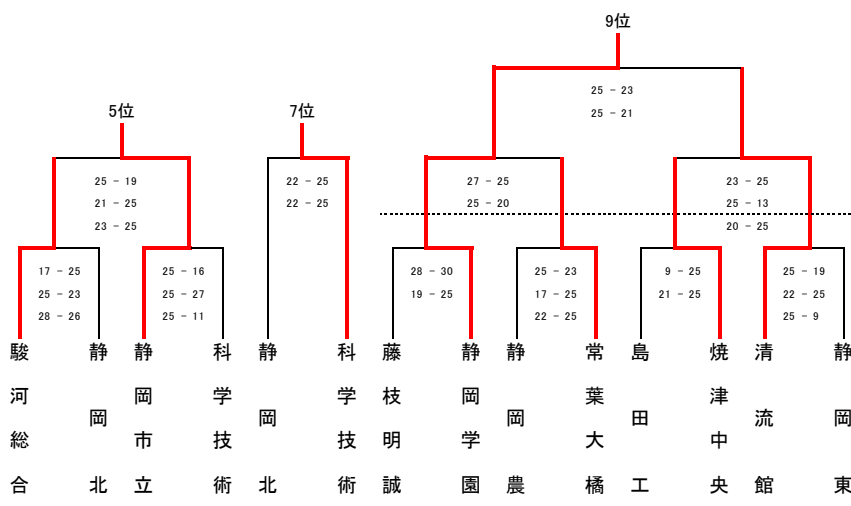 9位
25 - 23
25 - 21
5位
7位
25 - 19
21 - 25
23 - 25
22 - 25
22 - 25
27 - 25
25 - 20
23 - 25
25 - 13
20 - 25
17 - 25
25 - 23
28 - 26
25 - 16
25 - 27
25 - 11
28 - 30
19 - 25
25 - 23
17 - 25
22 - 25
9 - 25
21 - 25
25 - 19
22 - 25
25 - 9
駿河総合
静岡北
静岡市立
科学技術
静岡北
科学技術
藤枝明誠
静岡学園
静岡農
常葉大橘
島田工
焼津中央
清流館
静岡東